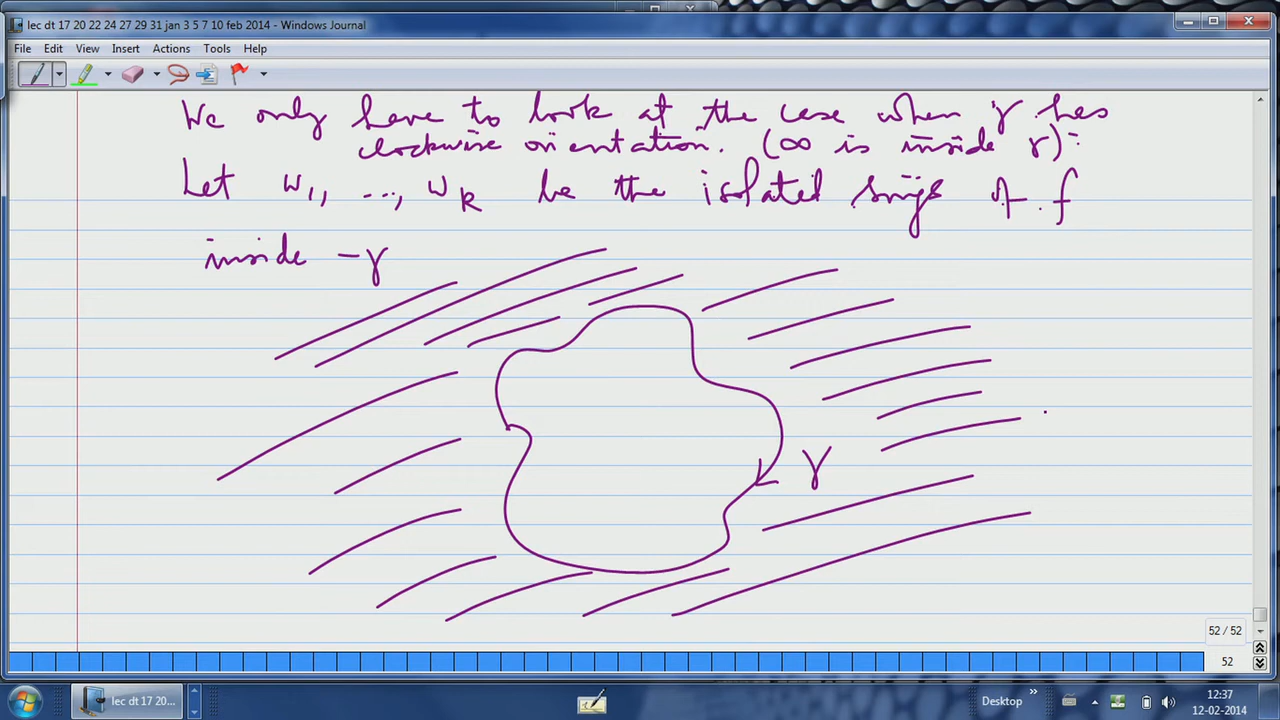 lec dt 17 20 22 24 27 29 31 jan 3 5 7 10 feb 2014 - Windows Journal
File Edit View Insert Actions Tools Help
We only have to look at the case when γ has
clockwise orientation. (∞ is inside γ):
Let w1, ..., wk be the isolated sings of f
inside -γ
γ
52 / 52
52
lec dt 17 20...
Desktop
12:37
12-02-2014